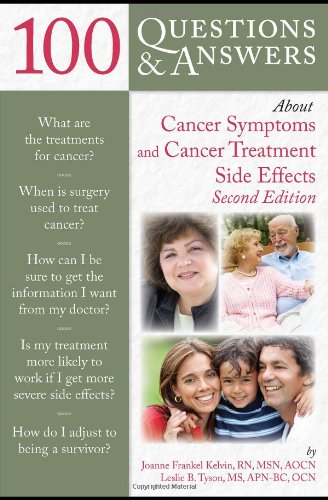 100 QUESTIONS
& ANSWERS
About
Cancer Symptoms
and Cancer Treatment
Side Effects
Second Edition
What are
the treatments
for cancer?
When is surgery
used to treat
cancer?
How can I be
sure to get the
information I want
from my doctor?
Is my treatment
more likely to
work if I get more
severe side effects?
How do I adjust to
being a survivor?
by
Joanne Frankel Kelvin, RN, MSN, AOCN
Leslie B. Tyson, MS, APN-BC, OCN
Copyrighted Material